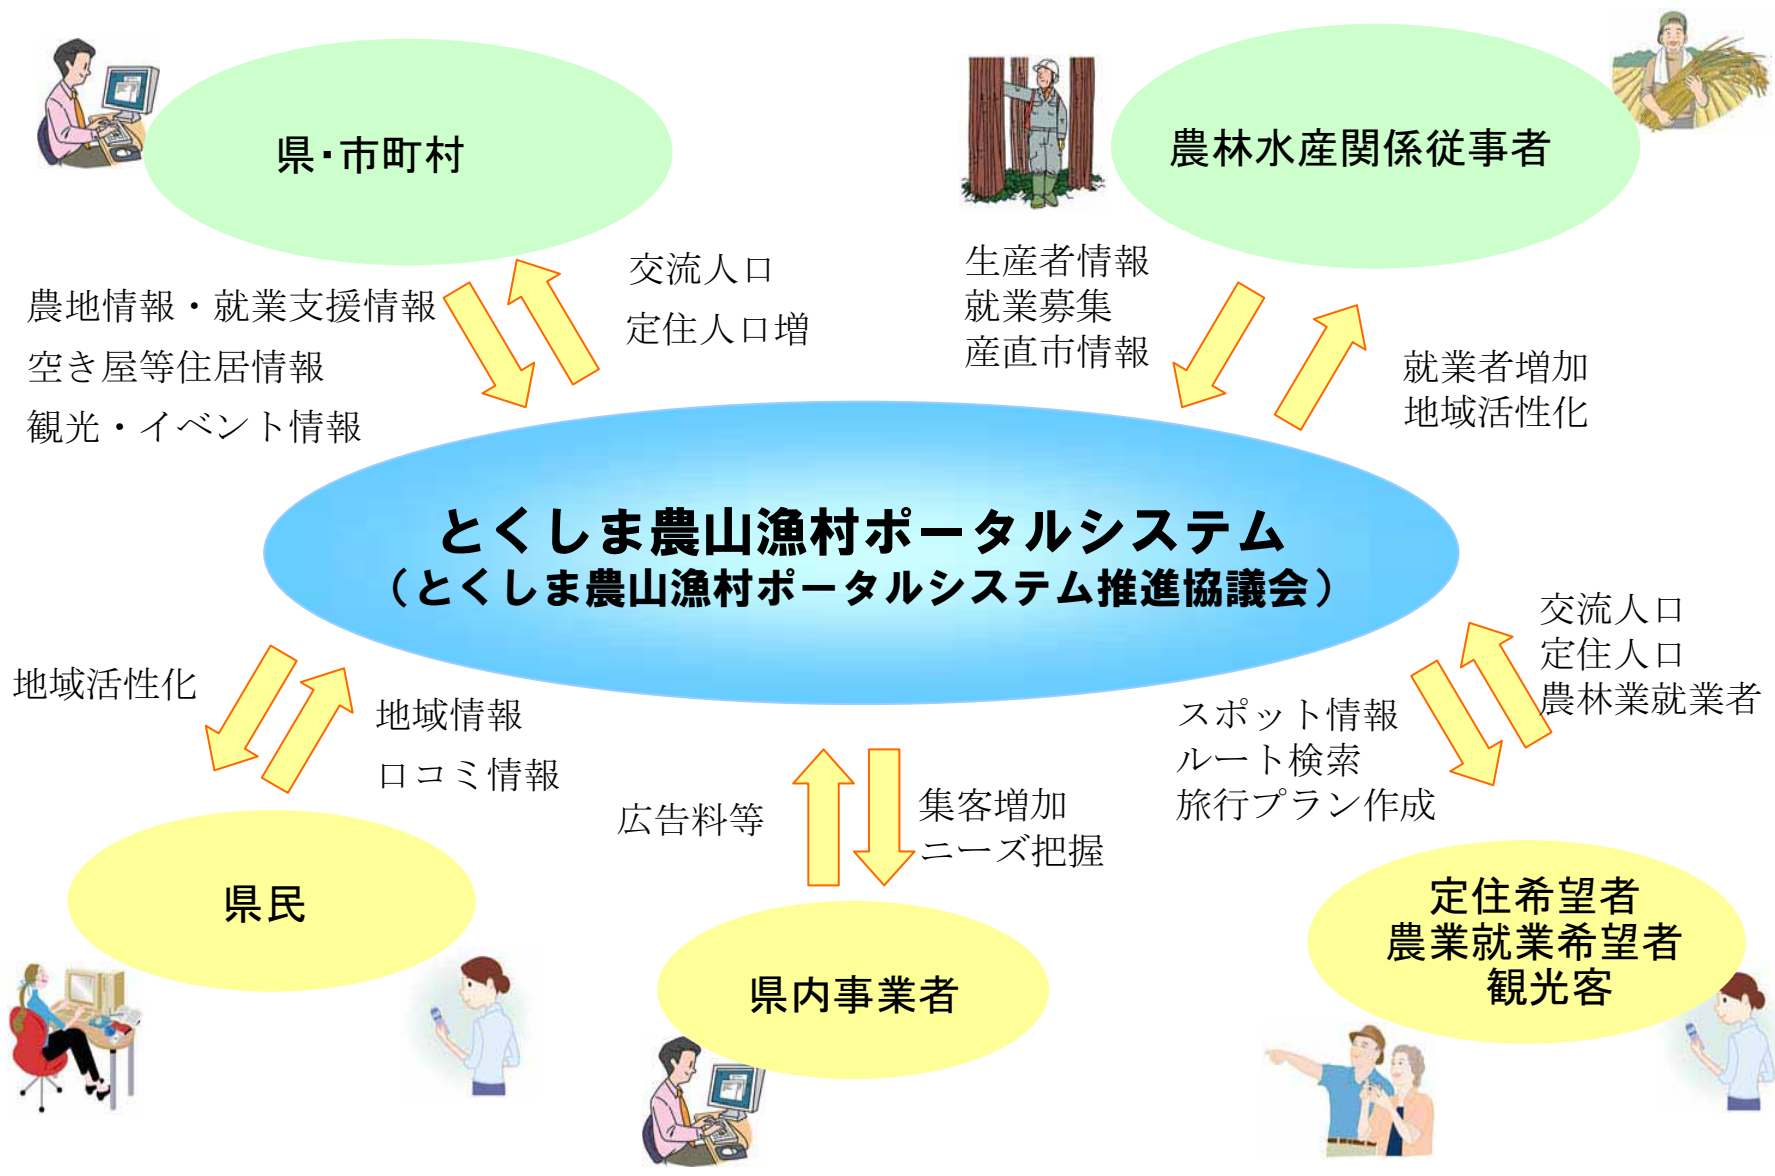 県・市町村
農林水産関係従事者
農地情報・就業支援情報
空き屋等住居情報
観光・イベント情報
交流人口
定住人口増
生産者情報
就業募集
産直市情報
就業者増加
地域活性化
とくしま農山漁村ポータルシステム
（とくしま農山漁村ポータルシステム推進協議会）
地域活性化
地域情報
口コミ情報
広告料等
集客増加
ニーズ把握
スポット情報
ルート検索
旅行プラン作成
交流人口
定住人口
農林業就業者
県民
県内事業者
定住希望者
農業就業希望者
観光客